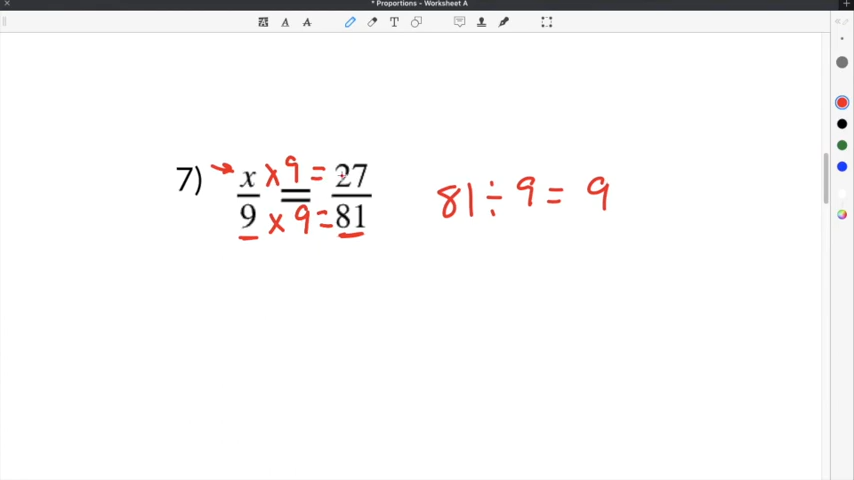 * Proportions - Worksheet A
A A T
7) x/9 = 27/81
x 9 =
x 9 =
81 ÷ 9 = 9